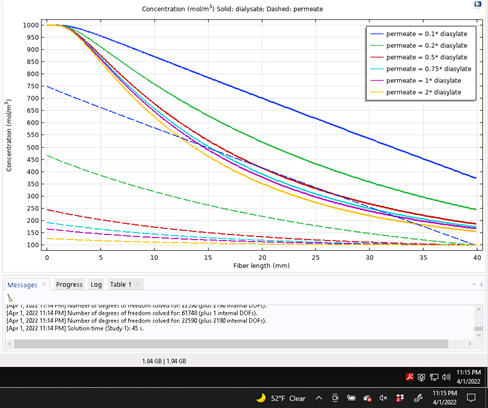 Concentration (mol/m³) Solid: dialysate; Dashed: permeate
permeate = 0.1* diasylate
permeate = 0.2* diasylate
permeate = 0.5* diasylate
permeate = 0.75* diasylate
permeate = 1* diasylate
permeate = 2* diasylate
Concentration (mol/m³)
1000
950
900
850
800
750
700
650
600
550
500
450
400
350
300
250
200
150
100
0
5
10
15
20
25
30
35
40
Fiber length (mm)
Messages
Progress
Log
Table 1
[Apr 1, 2022 11:14 PM] Number of degrees of freedom solved for:
[Apr 1, 2022 11:14 PM] Number of degrees of freedom solved for: 61748 (plus 1 internal DOFs).
[Apr 1, 2022 11:14 PM] Number of degrees of freedom solved for: 22590 (plus 2190 internal DOFs).
[Apr 1, 2022 11:14 PM] Solution time (Study 1): 45 s.
1.84 GB | 1.94 GB
11:15 PM
4/1/2022
52°F Clear
11:15 PM
4/1/2022